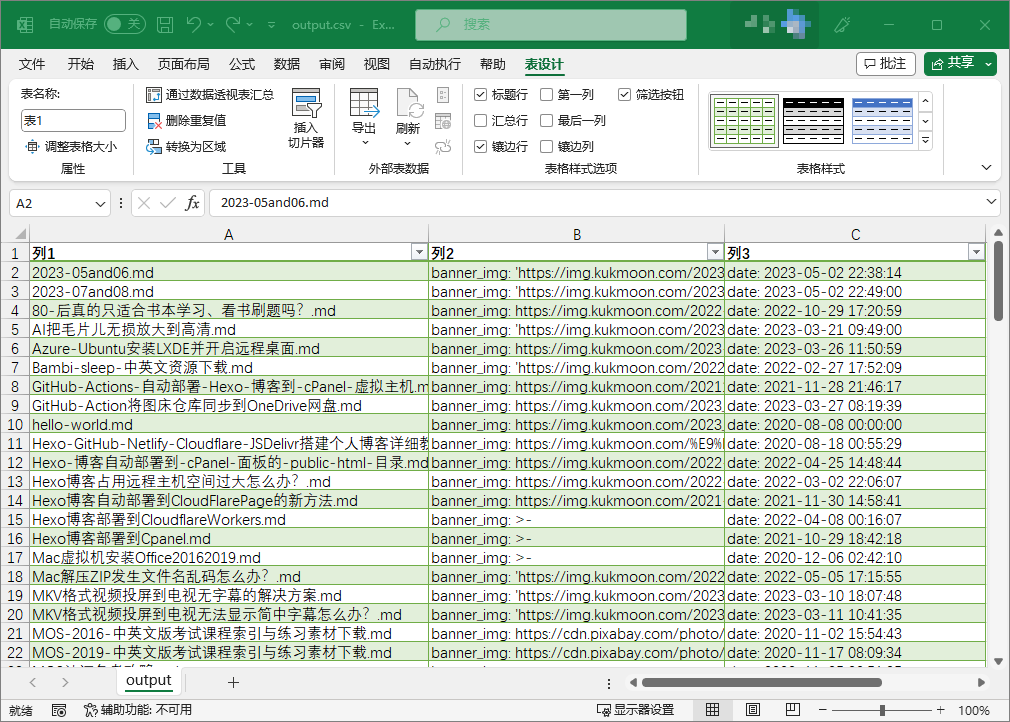 自动保存 关 output.csv - Ex... 搜索
文件 开始 插入 页面布局 公式 数据 审阅 视图 自动执行 帮助 表设计 批注 共享
表名称: 通过数据透视表汇总 标题行 第一列 筛选按钮
表1 删除重复值 插入切片器 导出 刷新 汇总行 最后一列
调整表格大小 转换为区域 镶边行 镶边列
属性 工具 外部表数据 表格样式选项 表格样式
A2 fx 2023-05and06.md
A B C
1 列1 列2 列3
2 2023-05and06.md banner_img: 'https://img.kukmoon.com/2023 date: 2023-05-02 22:38:14
3 2023-07and08.md banner_img: 'https://img.kukmoon.com/2023 date: 2023-05-02 22:49:00
4 80-后真的只适合书本学习、看书刷题吗？.md banner_img: https://img.kukmoon.com/2022 date: 2022-10-29 17:20:59
5 AI把毛片儿无损放大到高清.md banner_img: 'https://img.kukmoon.com/2023 date: 2023-03-21 09:49:00
6 Azure-Ubuntu安装LXDE并开启远程桌面.md banner_img: https://img.kukmoon.com/2023- date: 2023-03-26 11:50:59
7 Bambi-sleep-中英文资源下载.md banner_img: 'https://img.kukmoon.com/2022 date: 2022-02-27 17:52:09
8 GitHub-Actions-自动部署-Hexo-博客到-cPanel-虚拟主机.m banner_img: https://img.kukmoon.com/2021 date: 2021-11-28 21:46:17
9 GitHub-Action将图床仓库同步到OneDrive网盘.md banner_img: https://img.kukmoon.com/2023_ date: 2023-03-27 08:19:39
10 hello-world.md banner_img: https://img.kukmoon.com/2023_ date: 2020-08-08 00:00:00
11 Hexo-GitHub-Netlify-Cloudflare-JSDelivr搭建个人博客详细教 banner_img: https://img.kukmoon.com/%E9% date: 2020-08-18 00:55:29
12 Hexo-博客自动部署到-cPanel-面板的-public-html-目录.md banner_img: https://img.kukmoon.com/2022 date: 2022-04-25 14:48:44
13 Hexo博客占用远程主机空间过大怎么办？.md banner_img: https://img.kukmoon.com/2022 date: 2022-03-02 22:06:07
14 Hexo博客自动部署到CloudFlarePage的新方法.md banner_img: https://img.kukmoon.com/2021 date: 2021-11-30 14:58:41
15 Hexo博客部署到CloudflareWorkers.md banner_img: >- date: 2022-04-08 00:16:07
16 Hexo博客部署到Cpanel.md banner_img: >- date: 2021-10-29 18:42:18
17 Mac虚拟机安装Office20162019.md banner_img: >- date: 2020-12-06 02:42:10
18 Mac解压ZIP发生文件名乱码怎么办？.md banner_img: 'https://img.kukmoon.com/2022 date: 2022-05-05 17:15:55
19 MKV格式视频投屏到电视无字幕的解决方案.md banner_img: 'https://img.kukmoon.com/2023 date: 2023-03-10 18:07:48
20 MKV格式视频投屏到电视无法显示简中字幕怎么办？.md banner_img: 'https://img.kukmoon.com/2023 date: 2023-03-11 10:41:35
21 MOS-2016-中英文版考试课程索引与练习素材下载.md banner_img: https://cdn.pixabay.com/photo/ date: 2020-11-02 15:54:43
22 MOS-2019-中英文版考试课程索引与练习素材下载.md banner_img: https://cdn.pixabay.com/photo/ date: 2020-11-17 08:09:34
output
就绪 辅助功能: 不可用 显示器设置 100%